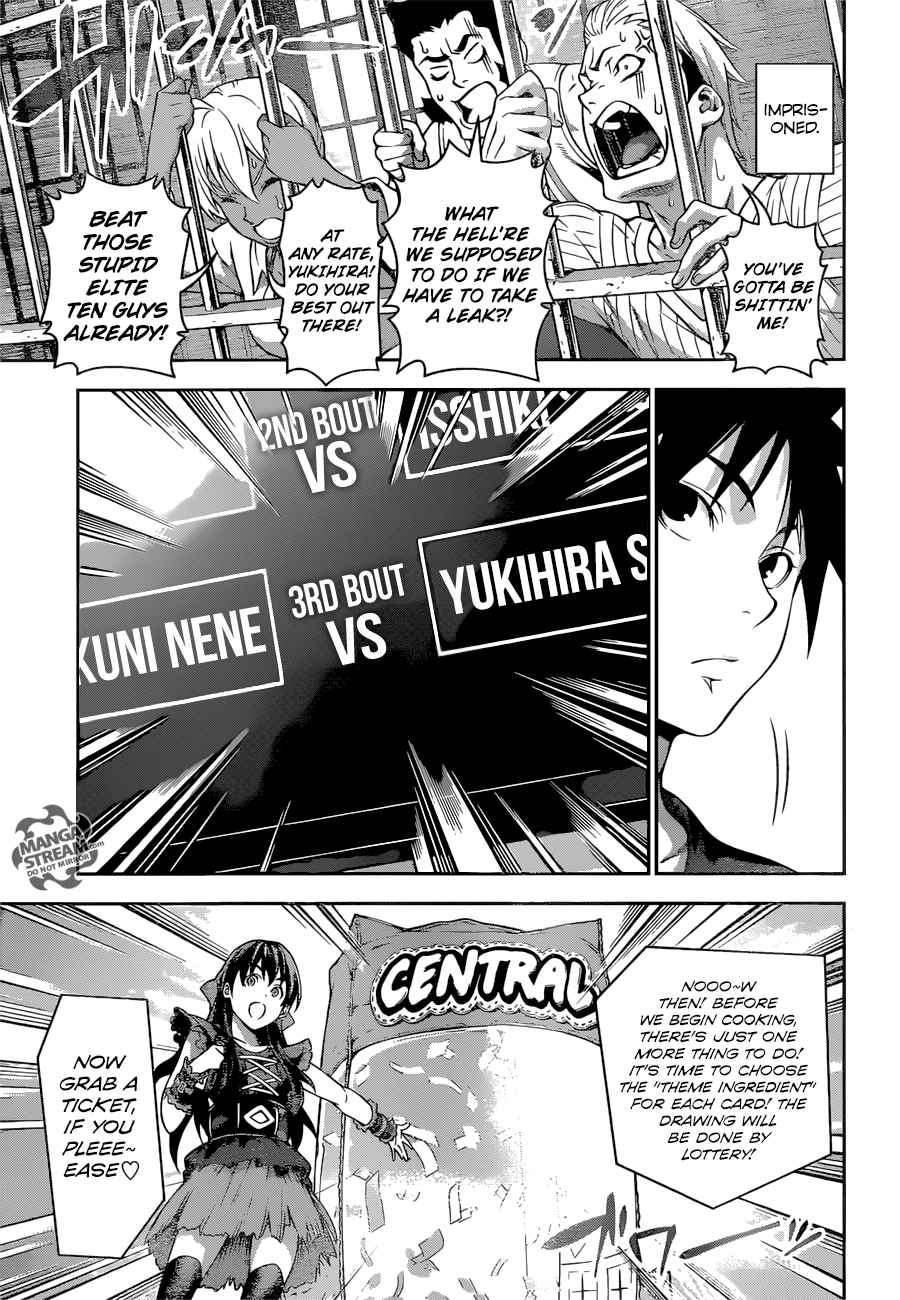 IMPRIS-
ONED.
YOU'VE
GOTTA BE
SHITTIN'
ME!
WHAT
THE HELL'RE
WE SUPPOSED
TO DO IF WE
HAVE TO TAKE
A LEAK?!
AT
ANY RATE,
YUKIHIRA!
DO YOUR
BEST OUT
THERE!
BEAT
THOSE
STUPID
ELITE
TEN GUYS
ALREADY!
2ND BOUT
VS
ISSHIKI
KUNI NENE
3RD BOUT
VS
YUKIHIRA S
MANGA
STREAM.com
DO NOT MIRROR
CENTRAL
NOOO~W
THEN! BEFORE
WE BEGIN COOKING,
THERE'S JUST ONE
MORE THING TO DO!
IT'S TIME TO CHOOSE
THE "THEME INGREDIENT"
FOR EACH CARD! THE
DRAWING WILL
BE DONE BY
LOTTERY!
NOW
GRAB A
TICKET,
IF YOU
PLEEE~
EASE♡